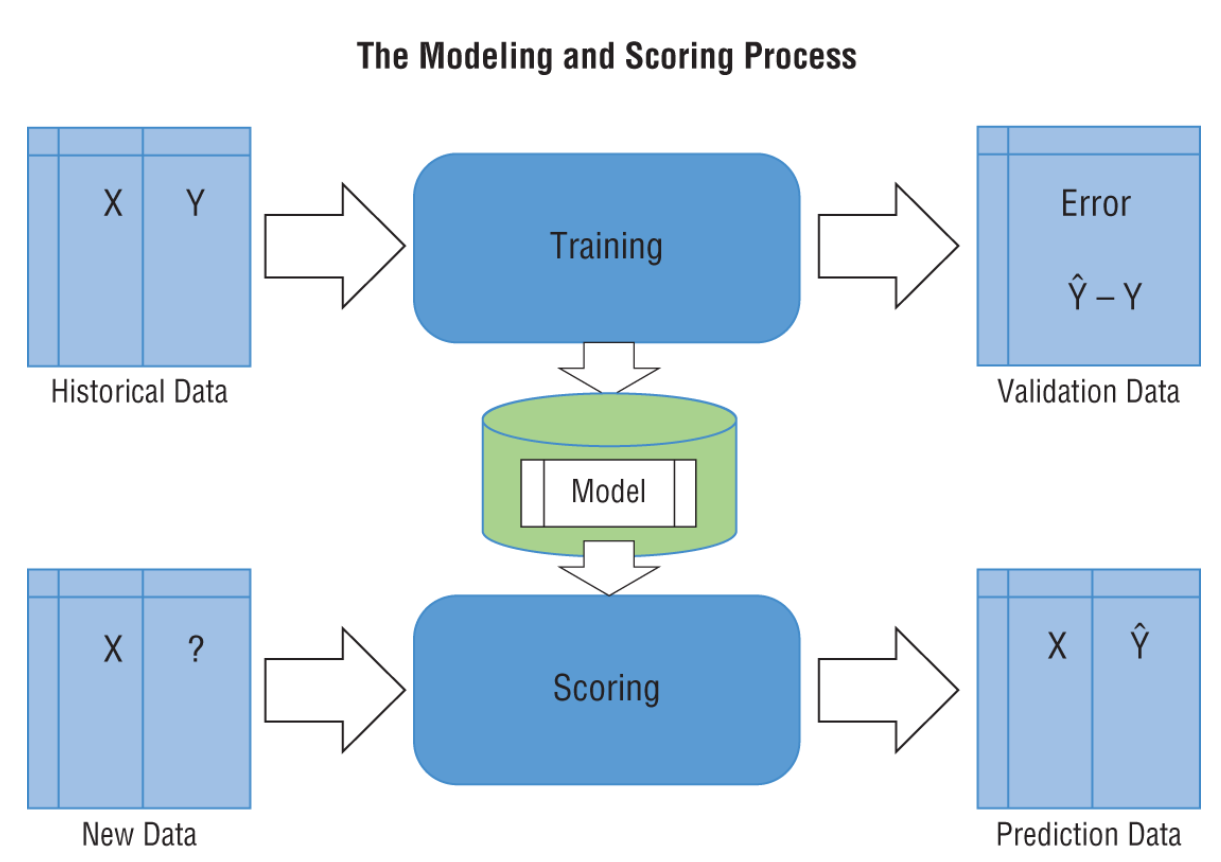 The Modeling and Scoring Process
X Y
Training
Error
Ŷ – Y
Historical Data
Validation Data
Model
X ?
Scoring
X Ŷ
New Data
Prediction Data